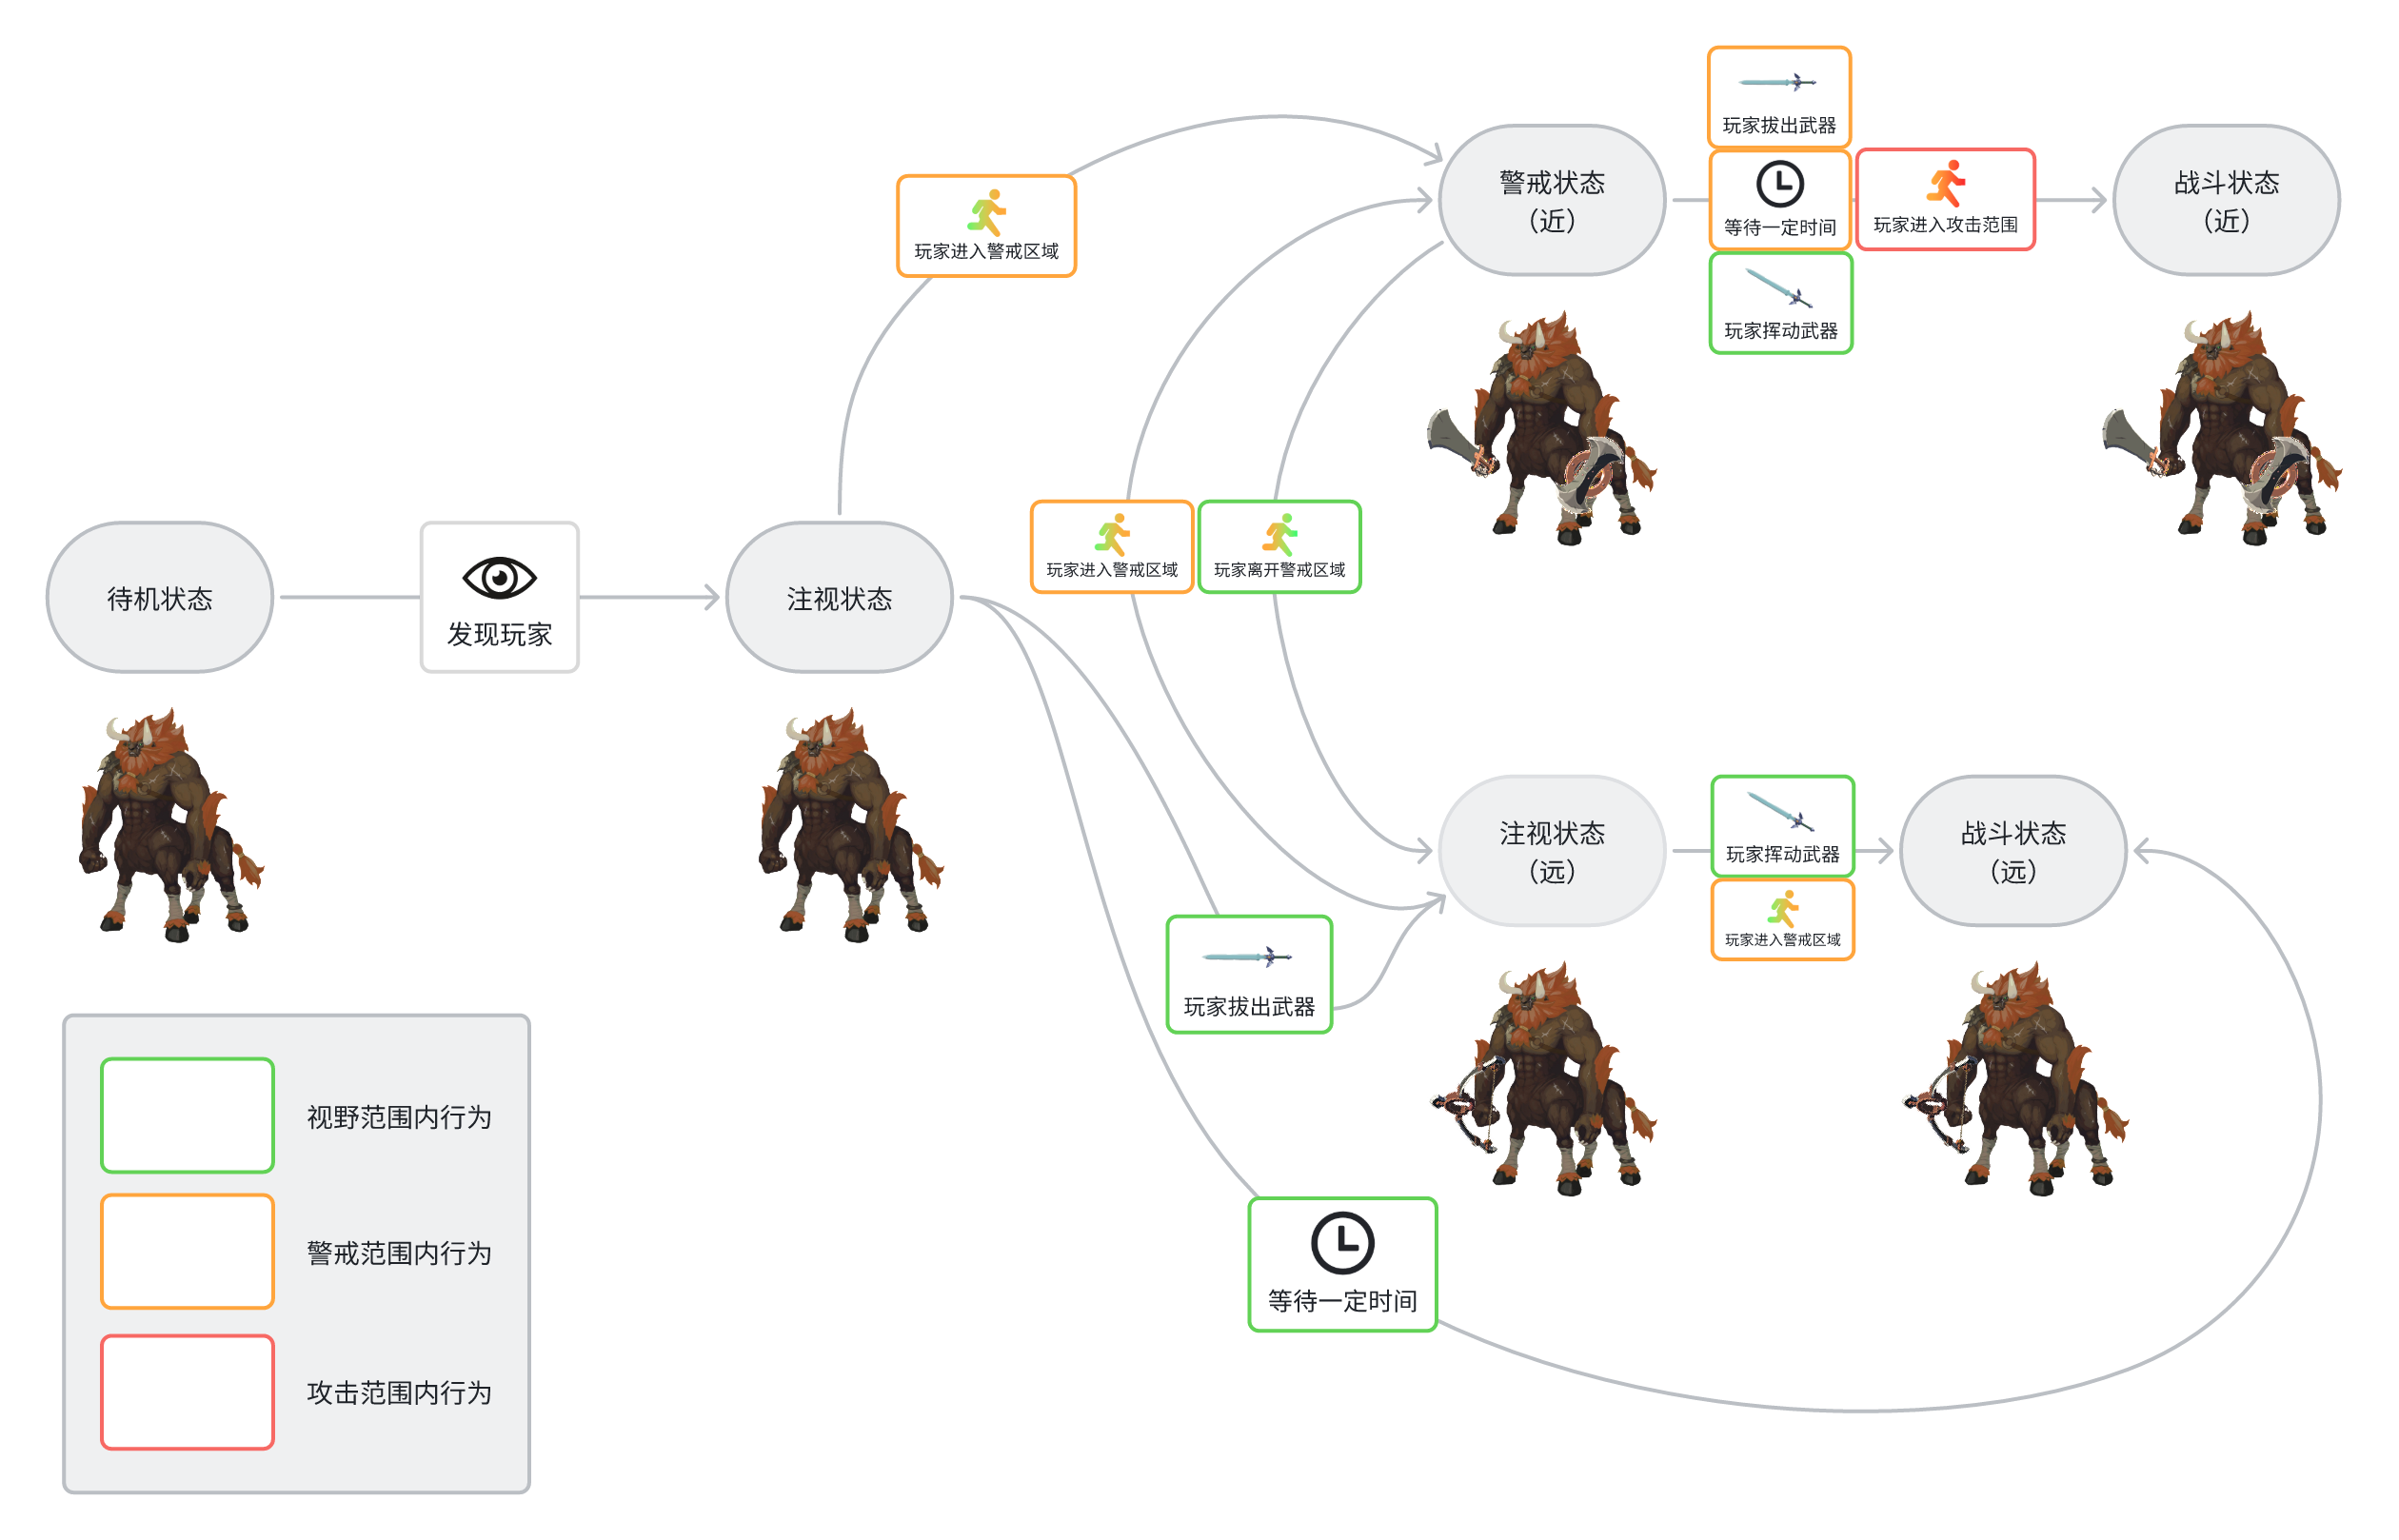 玩家拔出武器
玩家进入警戒区域
警戒状态
（近）
等待一定时间
玩家进入攻击范围
战斗状态
（近）
玩家挥动武器
待机状态
发现玩家
注视状态
玩家进入警戒区域
玩家离开警戒区域
注视状态
（远）
玩家挥动武器
玩家进入警戒区域
战斗状态
（远）
玩家拔出武器
等待一定时间
视野范围内行为
警戒范围内行为
攻击范围内行为